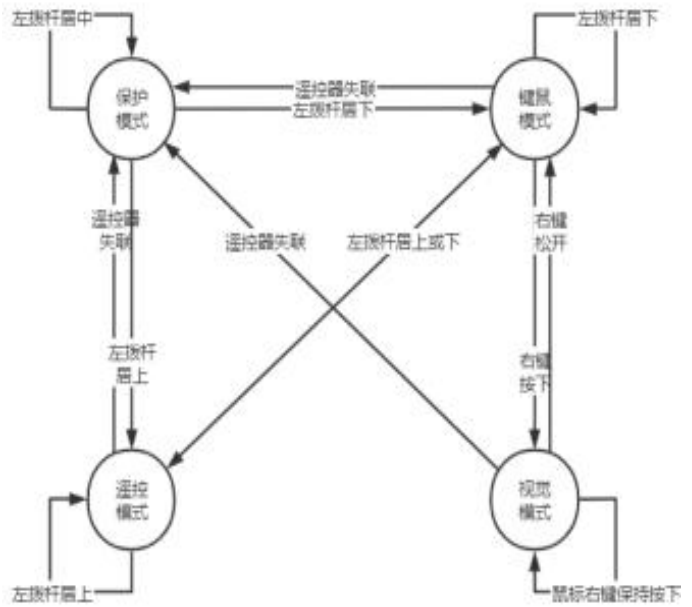 左拨杆居中
左拨杆居下
保护
模式
键鼠
模式
遥控器失联
左拨杆居下
遥控器
失联
遥控器失联
左拨杆居上或下
右键
松开
左拨杆
居上
右键
按下
遥控
模式
视觉
模式
左拨杆居上
鼠标右键保持按下